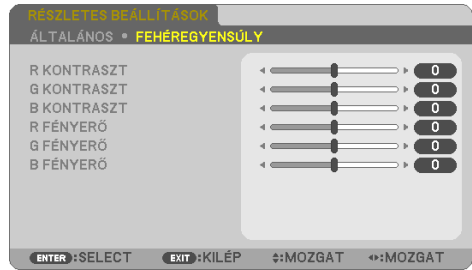 RÉSZLETES BEÁLLÍTÁSOK
ÁLTALÁNOS • FEHÉREGYENSÚLY
R KONTRASZT 0
G KONTRASZT 0
B KONTRASZT 0
R FÉNYERŐ 0
G FÉNYERŐ 0
B FÉNYERŐ 0
ENTER:SELECT EXIT:KILÉP :MOZGAT :MOZGAT